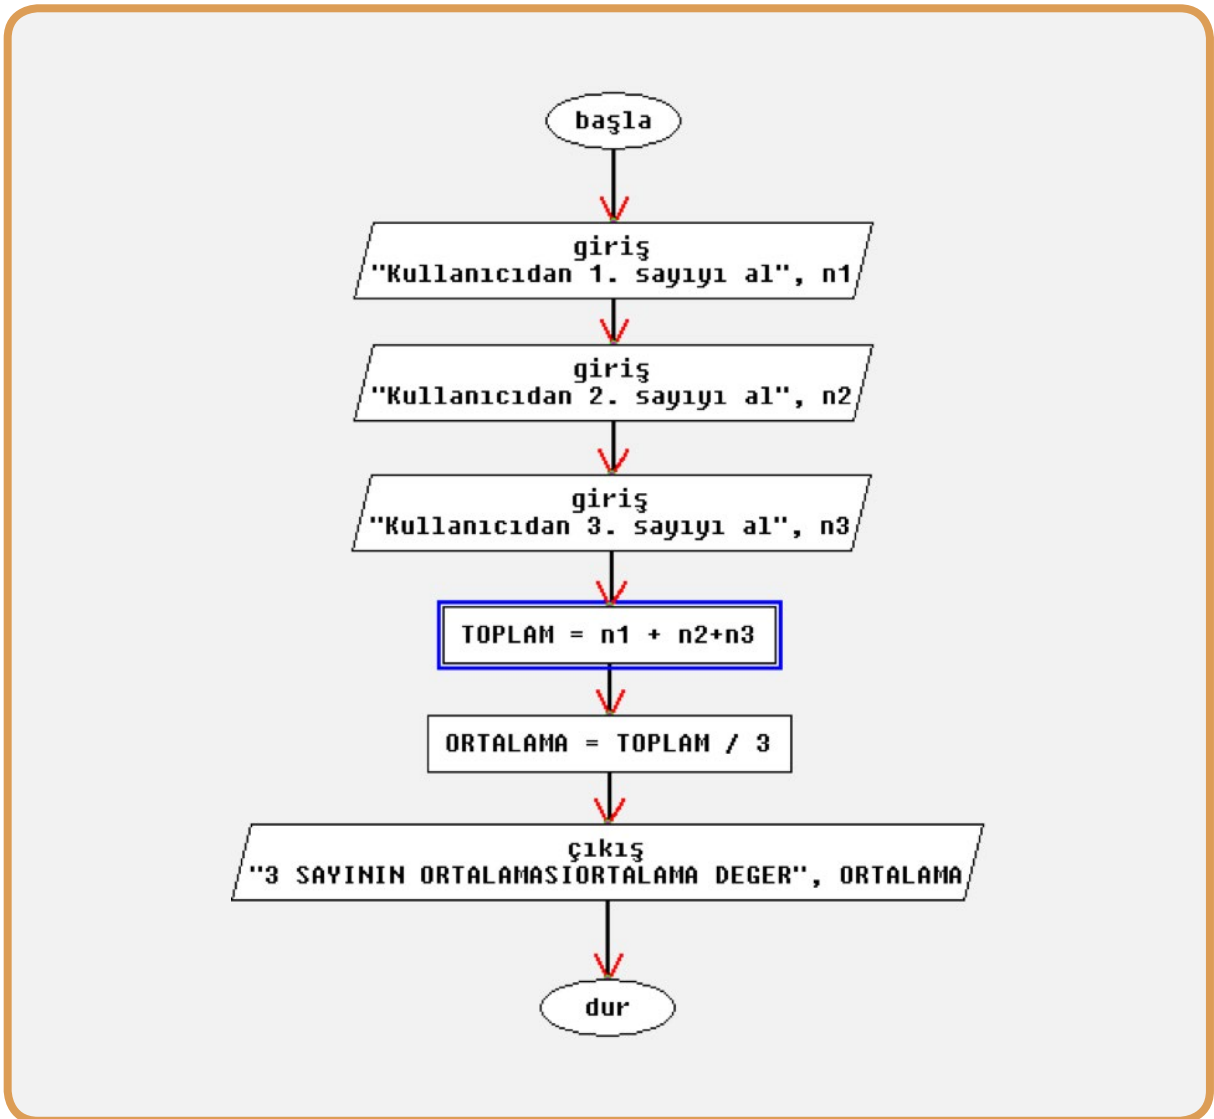 başla
giriş
"Kullanıcıdan 1. sayıyı al", n1
giriş
"Kullanıcıdan 2. sayıyı al", n2
giriş
"Kullanıcıdan 3. sayıyı al", n3
TOPLAM = n1 + n2+n3
ORTALAMA = TOPLAM / 3
çıkış
"3 SAYININ ORTALAMASIORTALAMA DEGER", ORTALAMA
dur